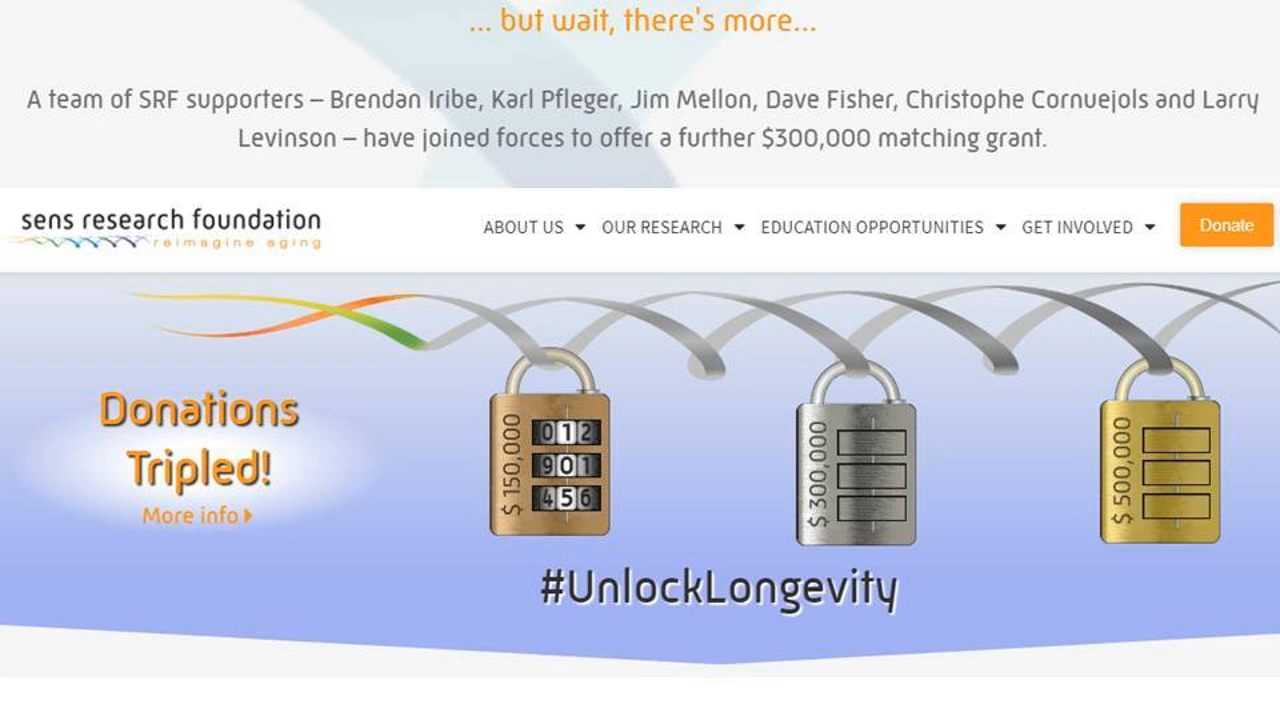 ... but wait, there's more...
A team of SRF supporters – Brendan Iribe, Karl Pfleger, Jim Mellon, Dave Fisher, Christophe Cornuejols and Larry
Levinson – have joined forces to offer a further $300,000 matching grant.
sens research foundation
reimagine aging
ABOUT US OUR RESEARCH EDUCATION OPPORTUNITIES GET INVOLVED Donate
Donations
Tripled!
More info
$ 150,000
012
901
456
$ 300,000
$ 500,000
#UnlockLongevity